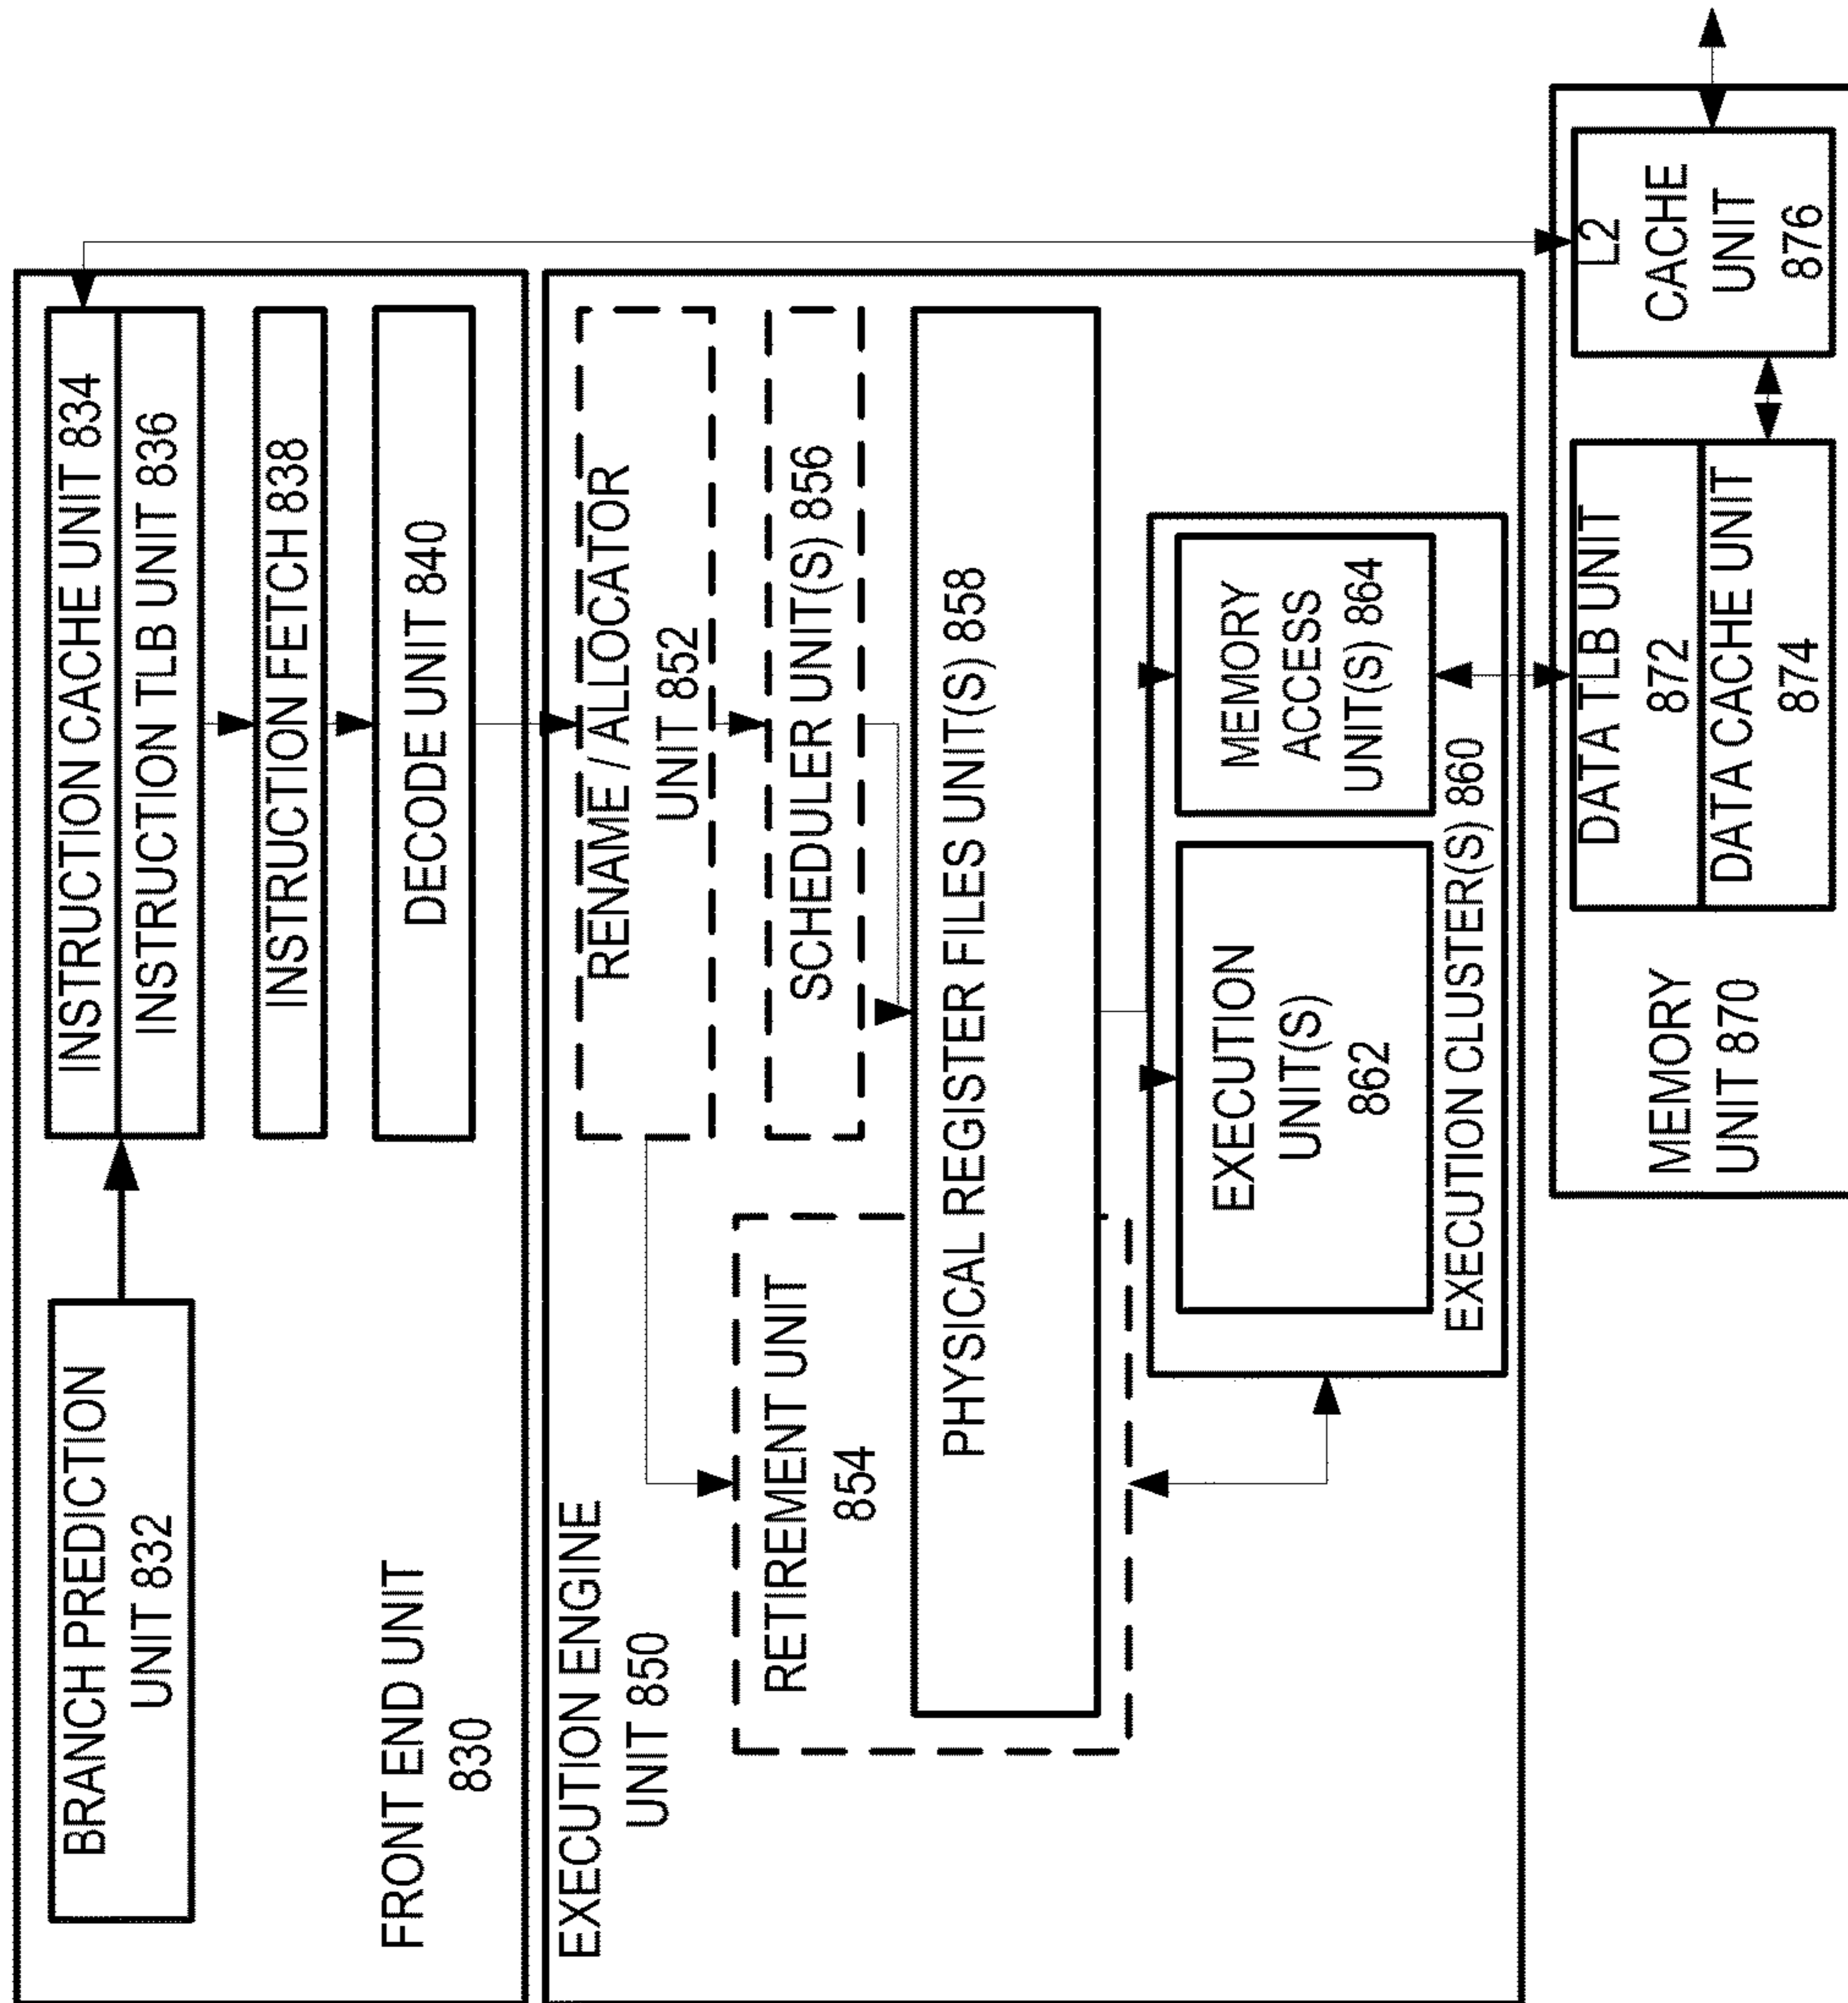 BRANCH PREDICTION
UNIT 832
INSTRUCTION CACHE UNIT 834
INSTRUCTION TLB UNIT 836
INSTRUCTION FETCH 838
DECODE UNIT 840
FRONT END UNIT
830
EXECUTION ENGINE
UNIT 850
RENAME / ALLOCATOR
UNIT 852
SCHEDULER UNIT(S) 856
RETIREMENT UNIT
854
PHYSICAL REGISTER FILES UNIT(S) 858
EXECUTION
UNIT(S)
862
MEMORY
ACCESS
UNIT(S) 864
EXECUTION CLUSTER(S) 860
MEMORY
UNIT 870
DATA TLB UNIT
872
DATA CACHE UNIT
874
L2
CACHE
UNIT
876